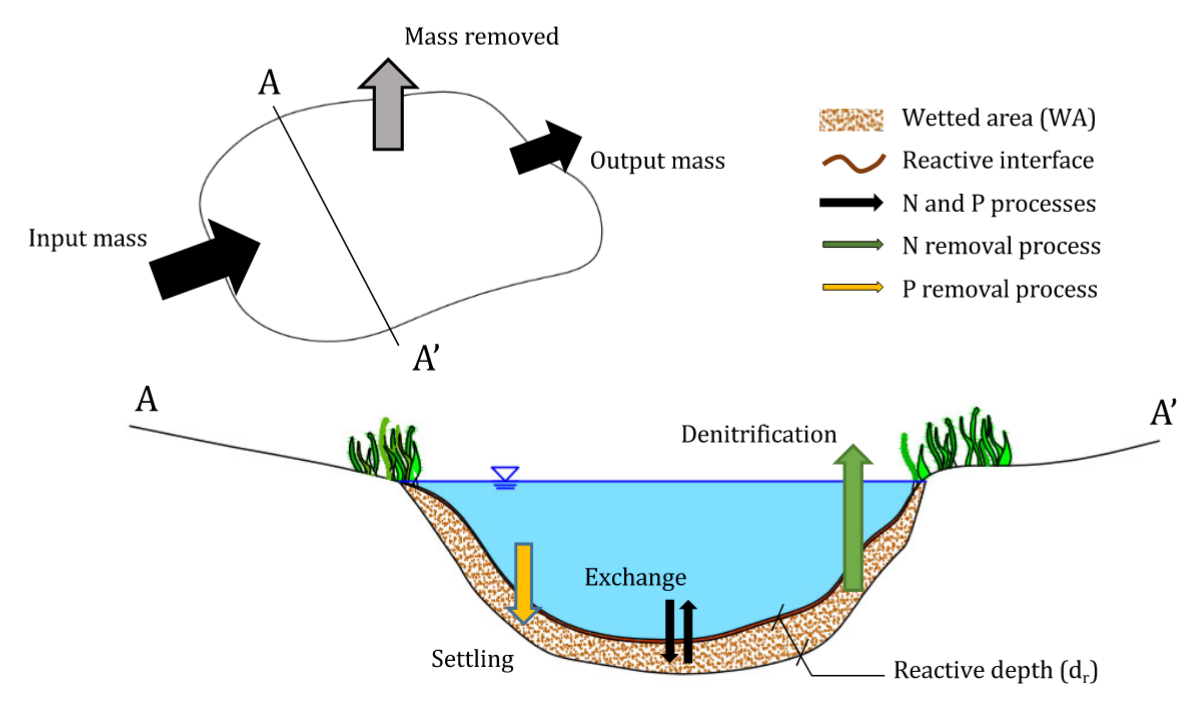 Mass removed
A
Output mass
Input mass
A’
Wetted area (WA)
Reactive interface
N and P processes
N removal process
P removal process
A
A’
Denitrification
Exchange
Settling
Reactive depth (dᵣ)